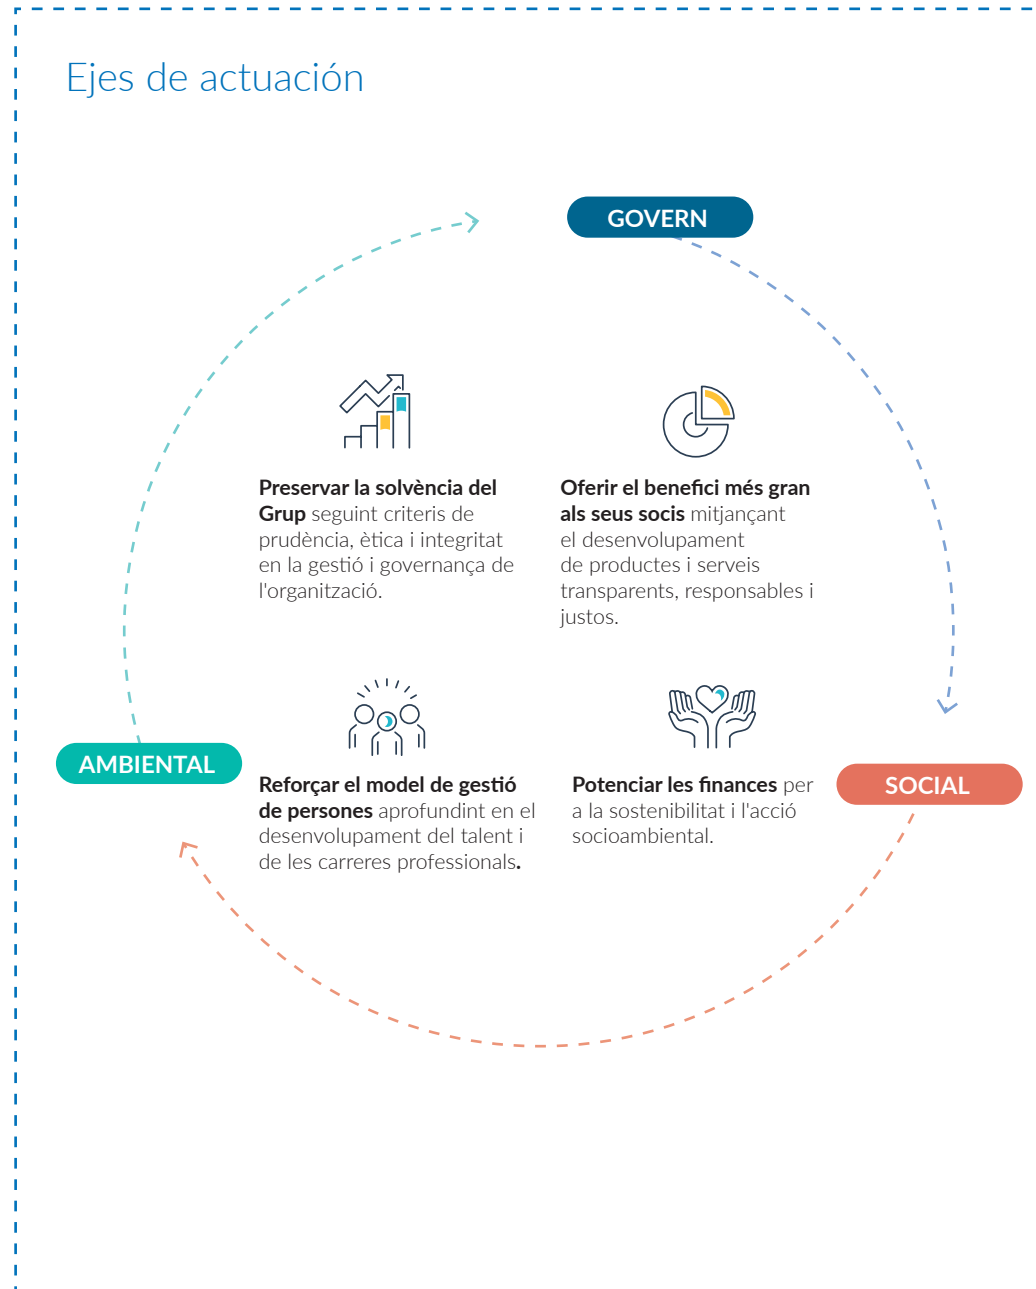 Ejes de actuación
GOVERN
Preservar la solvència del
Grup seguint criteris de
prudència, ètica i integritat
en la gestió i governança de
l'organització.
Oferir el benefici més gran
als seus socis mitjançant
el desenvolupament
de productes i serveis
transparents, responsables i
justos.
AMBIENTAL
Reforçar el model de gestió
de persones aprofundint en el
desenvolupament del talent i
de les carreres professionals.
Potenciar les finances per
a la sostenibilitat i l'acció
socioambiental.
SOCIAL